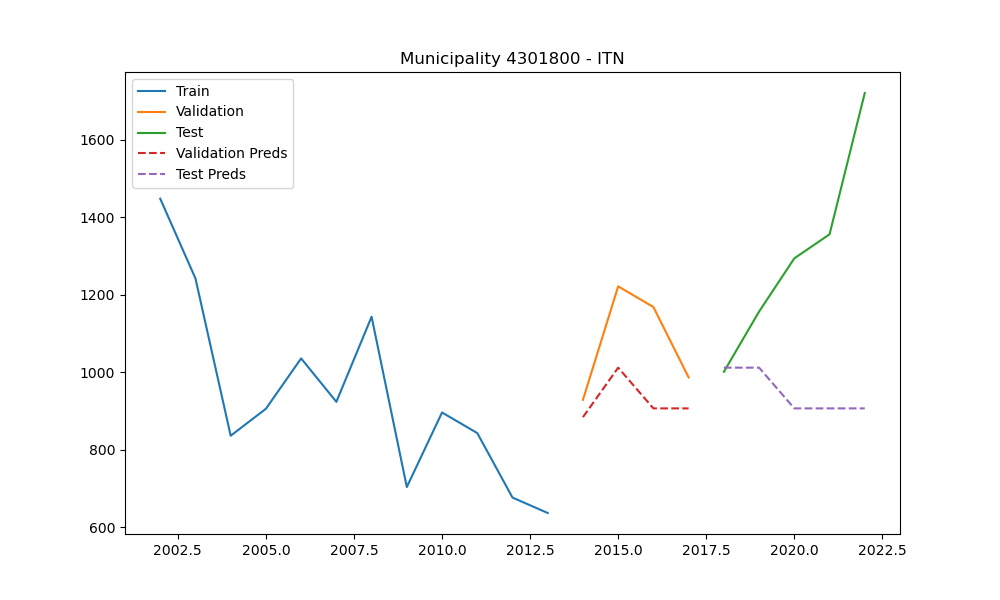 Municipality 4301800 - ITN
Train
Validation
Test
Validation Preds
Test Preds
1600
1400
1200
1000
800
600
2002.5 2005.0 2007.5 2010.0 2012.5 2015.0 2017.5 2020.0 2022.5